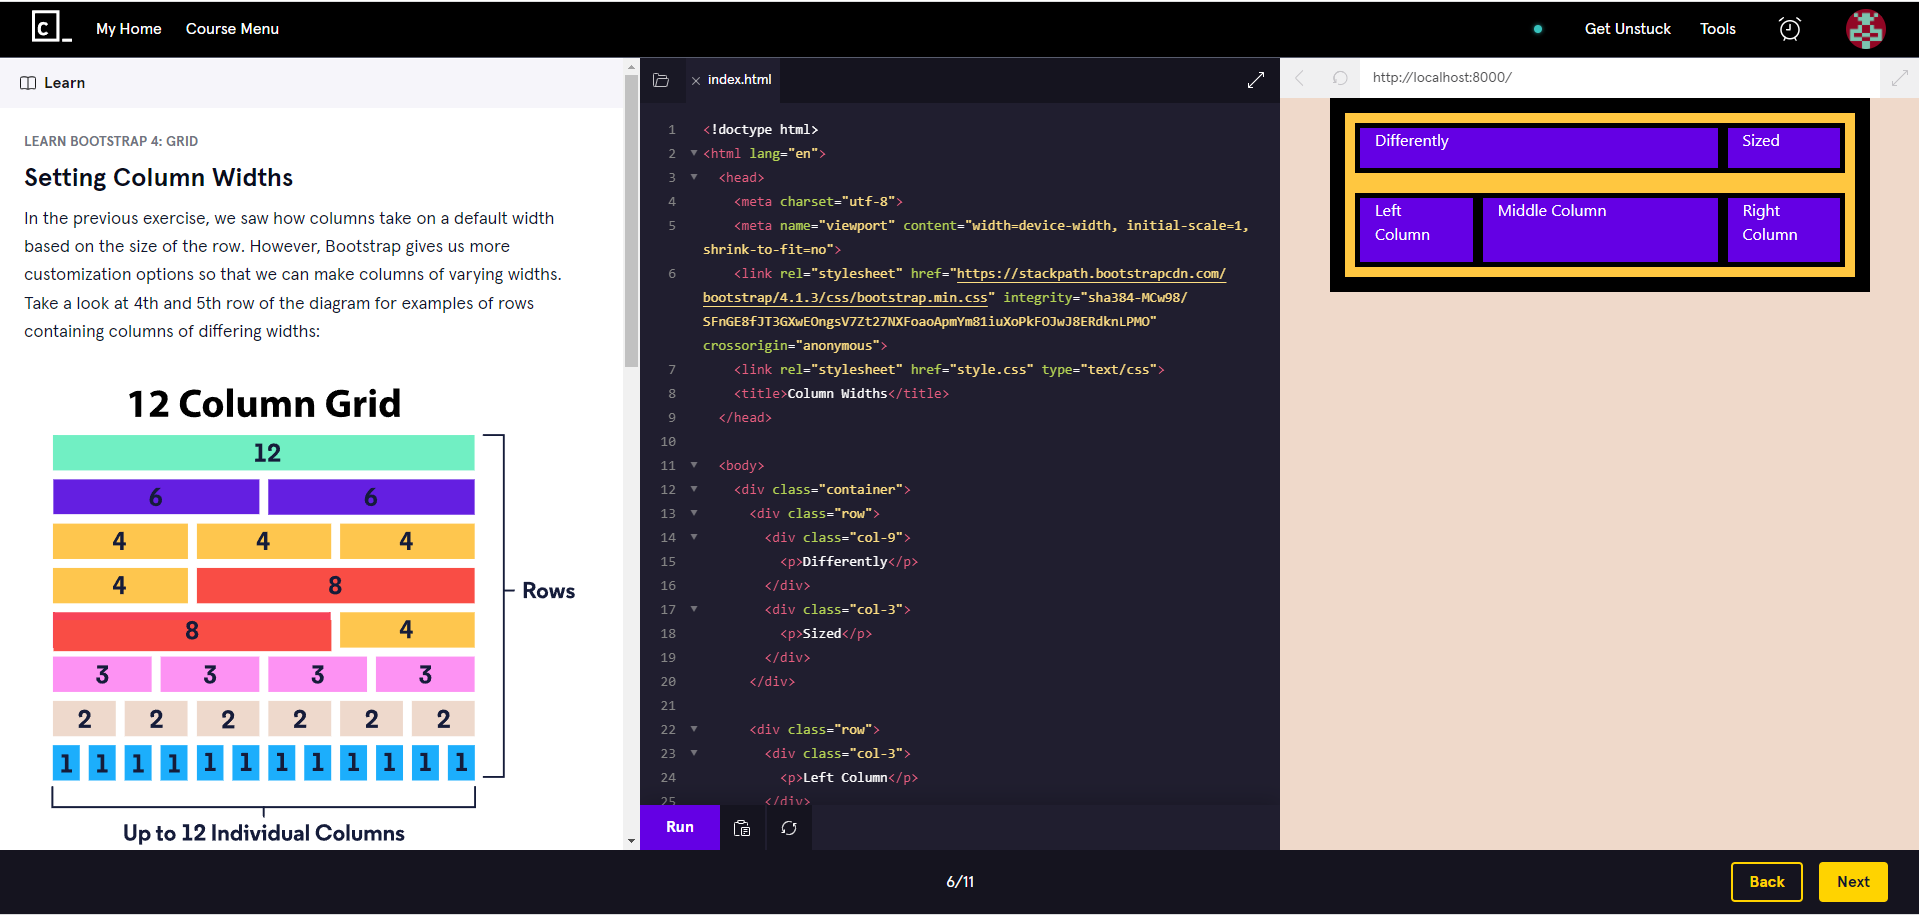 C_
My Home
Course Menu
Get Unstuck
Tools
Learn
LEARN BOOTSTRAP 4: GRID
Setting Column Widths
In the previous exercise, we saw how columns take on a default width
based on the size of the row. However, Bootstrap gives us more
customization options so that we can make columns of varying widths.
Take a look at 4th and 5th row of the diagram for examples of rows
containing columns of differing widths:
12 Column Grid
12
6 6
4 4 4
4 8
8 4
3 3 3 3
2 2 2 2 2 2
1 1 1 1 1 1 1 1 1 1 1 1
Rows
Up to 12 Individual Columns
index.html
1 <!doctype html>
2 <html lang="en">
3 <head>
4 <meta charset="utf-8">
5 <meta name="viewport" content="width=device-width, initial-scale=1,
shrink-to-fit=no">
6 <link rel="stylesheet" href="https://stackpath.bootstrapcdn.com/
bootstrap/4.1.3/css/bootstrap.min.css" integrity="sha384-MCw98/
SFnGE8fJT3GXwEOngsV7Zt27NXFoaoApmYm81iuXoPkFOJwJ8ERdknLPMO"
crossorigin="anonymous">
7 <link rel="stylesheet" href="style.css" type="text/css">
8 <title>Column Widths</title>
9 </head>
10
11 <body>
12 <div class="container">
13 <div class="row">
14 <div class="col-9">
15 <p>Differently</p>
16 </div>
17 <div class="col-3">
18 <p>Sized</p>
19 </div>
20 </div>
21
22 <div class="row">
23 <div class="col-3">
24 <p>Left Column</p>
25 </div>
Run
http://localhost:8000/
Differently
Sized
Left
Column
Middle Column
Right
Column
6/11
Back
Next